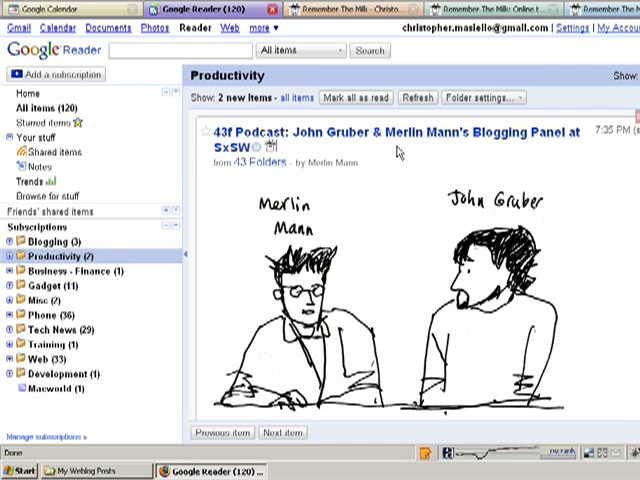 Google Calendar
Google Reader (120)
Remember The Milk - Christo...
Remember The Milk: Online t...
Remember The M
Gmail Calendar Documents Photos Reader Web more ▾
christopher.masiello@gmail.com | Settings | My Accou
Google Reader
All items
Search
Add a subscription
Productivity
Show:
Home
All items (120)
Starred items
Your stuff
Shared items
Notes
Trends
Browse for stuff
Friends' shared items
Subscriptions
Blogging (3)
Productivity (2)
Business - Finance (1)
Gadget (11)
Misc (2)
Phone (36)
Tech News (29)
Training (1)
Web (33)
Development (1)
Macworld (1)
Manage subscriptions »
Show: 2 new items - all items
Mark all as read
Refresh
Folder settings...
43f Podcast: John Gruber & Merlin Mann's Blogging Panel at
SxSW
7:35 PM
from 43 Folders - by Merlin Mann
Merlin
Mann
John Gruber
Previous item
Next item
Done
no rank
Start
My Weblog Posts
Google Reader (120) ...